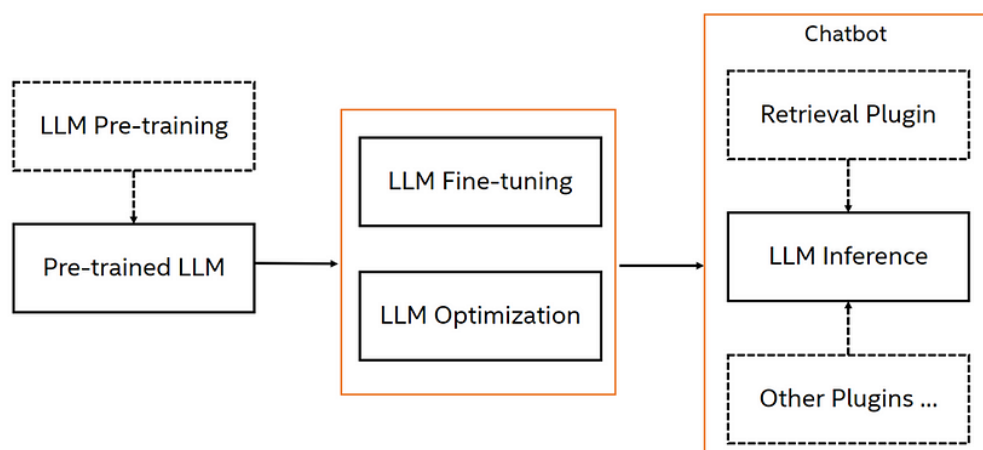 Chatbot
LLM Pre-training
Pre-trained LLM
LLM Fine-tuning
LLM Optimization
Retrieval Plugin
LLM Inference
Other Plugins ...